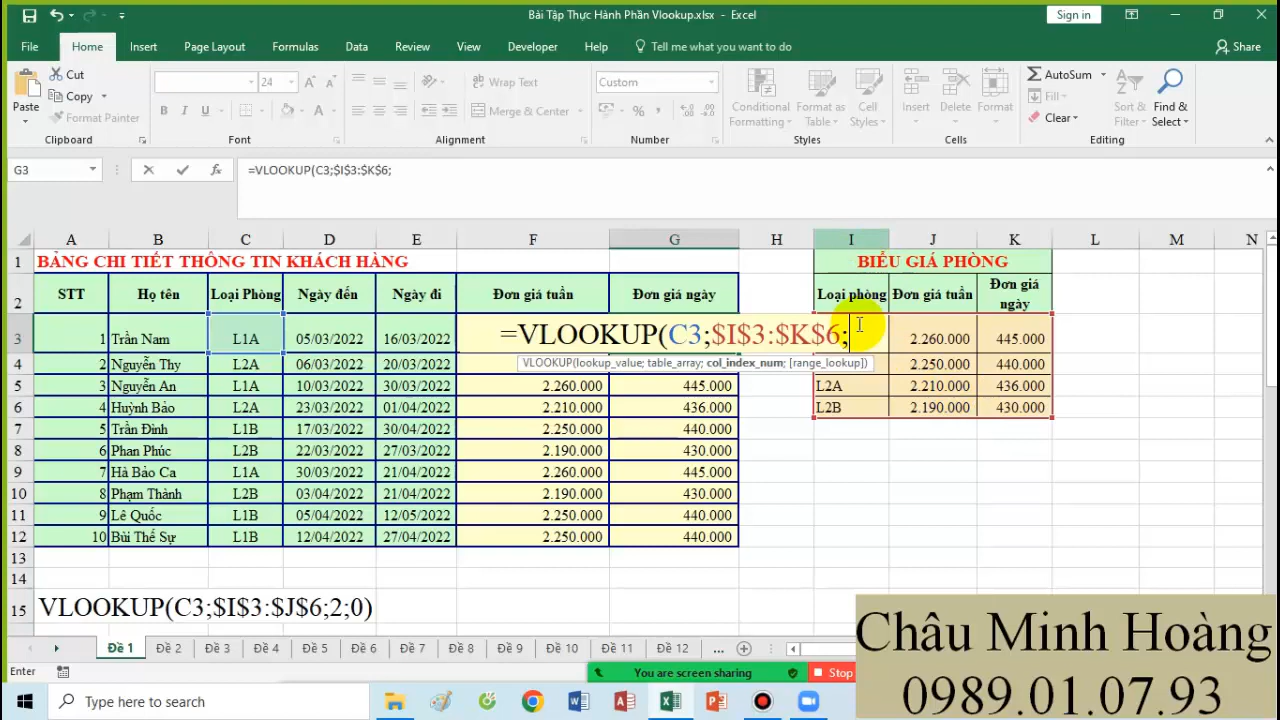 Bài Tập Thực Hành Phần Vlookup.xlsx - Excel
Sign in
File Home Insert Page Layout Formulas Data Review View Developer Help Tell me what you want to do Share
Paste
Cut
Copy
Format Painter
24
B I U
Wrap Text
Merge & Center
Custom
Conditional Formatting
Format as Table
Cell Styles
Insert
Delete
Format
AutoSum
Fill
Clear
Sort & Filter
Find & Select
Clipboard Font Alignment Number Styles Cells Editing
G3 =VLOOKUP(C3;$I$3:$K$6;
A B C D E F G H I J K L M N
1 BẢNG CHI TIẾT THÔNG TIN KHÁCH HÀNG BIỂU GIÁ PHÒNG
2 STT Họ tên Loại Phòng Ngày đến Ngày đi Đơn giá tuần Đơn giá ngày Loại phòng Đơn giá tuần Đơn giá ngày
3 1 Trần Nam L1A 05/03/2022 16/03/2022 =VLOOKUP(C3;$I$3:$K$6; 2.260.000 445.000
VLOOKUP(lookup_value; table_array; col_index_num; [range_lookup])
4 2 Nguyễn Thy L2A 06/03/2022 20/03/2022 2.250.000 440.000
5 3 Nguyễn An L1A 10/03/2022 30/03/2022 2.260.000 445.000 L2A 2.210.000 436.000
6 4 Huỳnh Bảo L2A 23/03/2022 01/04/2022 2.210.000 436.000 L2B 2.190.000 430.000
7 5 Trần Đinh L1B 17/03/2022 30/04/2022 2.250.000 440.000
8 6 Phan Phúc L2B 22/03/2022 27/03/2022 2.190.000 430.000
9 7 Hà Bảo Ca L1A 30/03/2022 21/04/2022 2.260.000 445.000
10 8 Phạm Thành L2B 03/04/2022 21/04/2022 2.190.000 430.000
11 9 Lê Quốc L1B 05/04/2022 12/05/2022 2.250.000 440.000
12 10 Bùi Thế Sự L1B 12/04/2022 27/04/2022 2.250.000 440.000
13
14
15 VLOOKUP(C3;$I$3:$J$6;2;0)
Châu Minh Hoàng
0989.01.07.93
Đề 1 Đề 2 Đề 3 Đề 4 Đề 5 Đề 6 Đề 7 Đề 8 Đề 9 Đề 10 Đề 11 Đề 12 ...
Enter
You are screen sharing
Stop
Type here to search